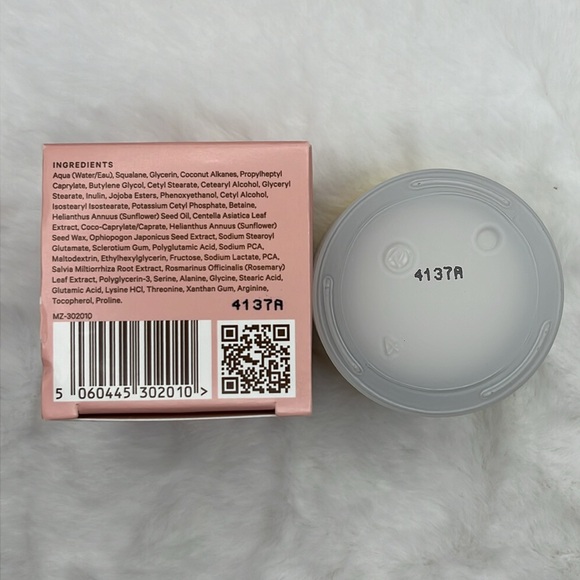 INGREDIENTS
Aqua (Water/Eau), Squalane, Glycerin, Coconut Alkanes, Propylheptyl
Caprylate, Butylene Glycol, Cetyl Stearate, Cetearyl Alcohol, Glyceryl
Stearate, Inulin, Jojoba Esters, Phenoxyethanol, Cetyl Alcohol,
Isostearyl Isostearate, Potassium Cetyl Phosphate, Betaine,
Helianthus Annuus (Sunflower) Seed Oil, Centella Asiatica Leaf
Extract, Coco-Caprylate/Caprate, Helianthus Annuus (Sunflower)
Seed Wax, Ophiopogon Japonicus Seed Extract, Sodium Stearoyl
Glutamate, Sclerotium Gum, Polyglutamic Acid, Sodium PCA,
Maltodextrin, Ethylhexylglycerin, Fructose, Sodium Lactate, PCA,
Salvia Miltiorrhiza Root Extract, Rosmarinus Officinalis (Rosemary)
Leaf Extract, Polyglycerin-3, Serine, Alanine, Glycine, Stearic Acid,
Glutamic Acid, Lysine HCl, Threonine, Xanthan Gum, Arginine,
Tocopherol, Proline.
4137A
MZ-302010
5 060445 302010 >
4137A